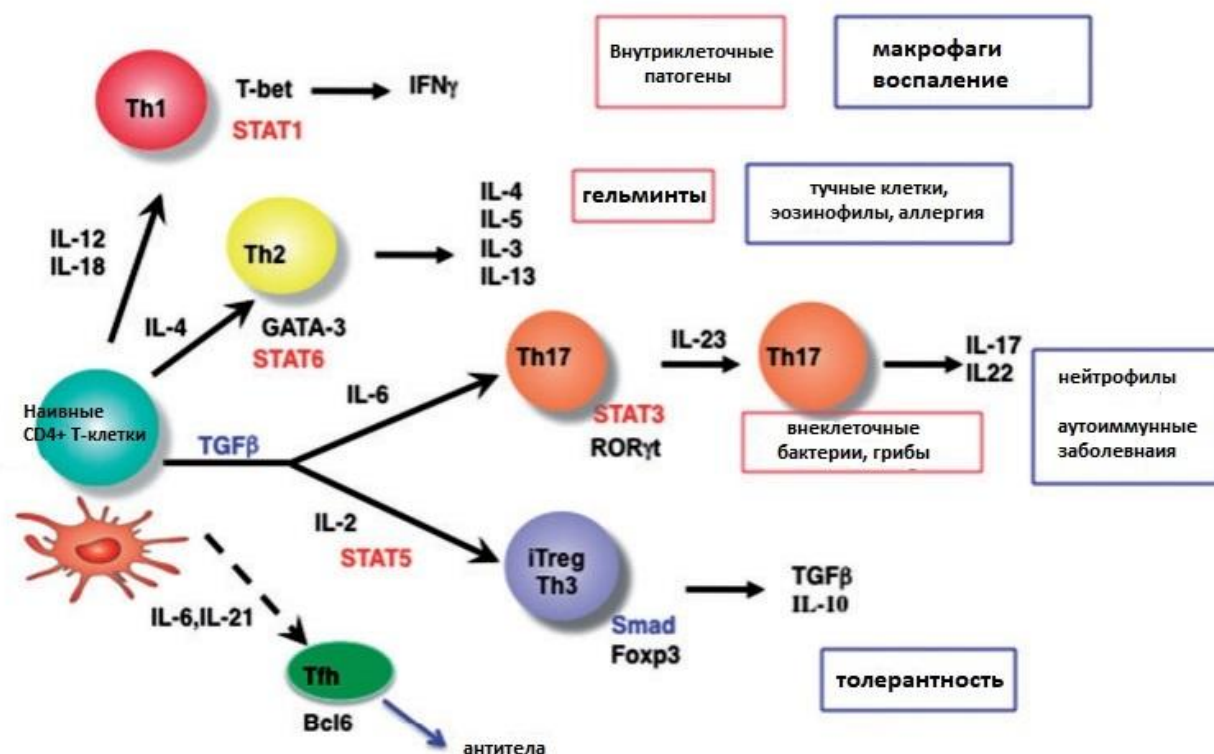 Внутриклеточные
патогены
макрофаги
воспаление
Th1
T-bet
IFNγ
STAT1
гельминты
тучные клетки,
эозинофилы, аллергия
IL-4
IL-5
IL-3
IL-13
IL-12
IL-18
Th2
IL-4
GATA-3
STAT6
Th17
IL-23
Th17
IL-17
IL22
нейтрофилы
аутоиммунные
заболевнаия
IL-6
STAT3
RORγt
внеклеточные
бактерии, грибы
Наивные
CD4+ Т-клетки
TGFβ
IL-2
STAT5
iTreg
Th3
TGFβ
IL-10
Smad
Foxp3
IL-6,IL-21
Tfh
Bcl6
толерантность
антитела